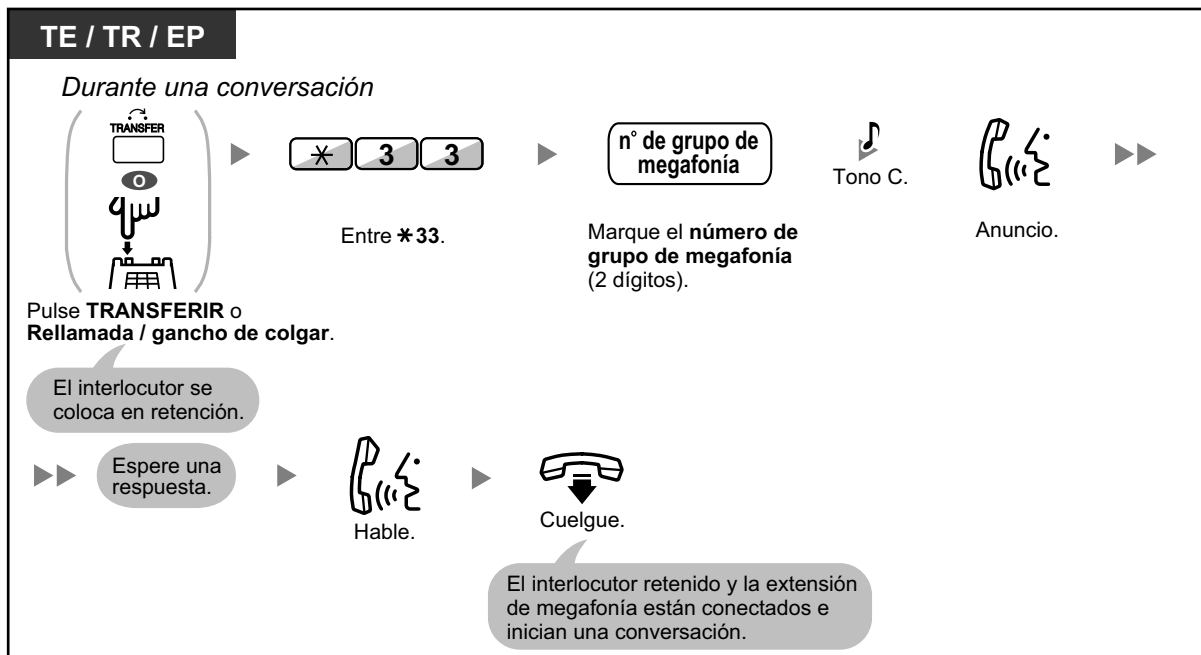 TE / TR / EP
Durante una conversación
TRANSFER
O
* 3 3
n° de grupo de
megafonía
Tono C.
Entre *33.
Marque el número de
grupo de megafonía
(2 dígitos).
Anuncio.
Pulse TRANSFERIR o
Rellamada / gancho de colgar.
El interlocutor se
coloca en retención.
Espere una
respuesta.
Hable.
Cuelgue.
El interlocutor retenido y la extensión
de megafonía están conectados e
inician una conversación.